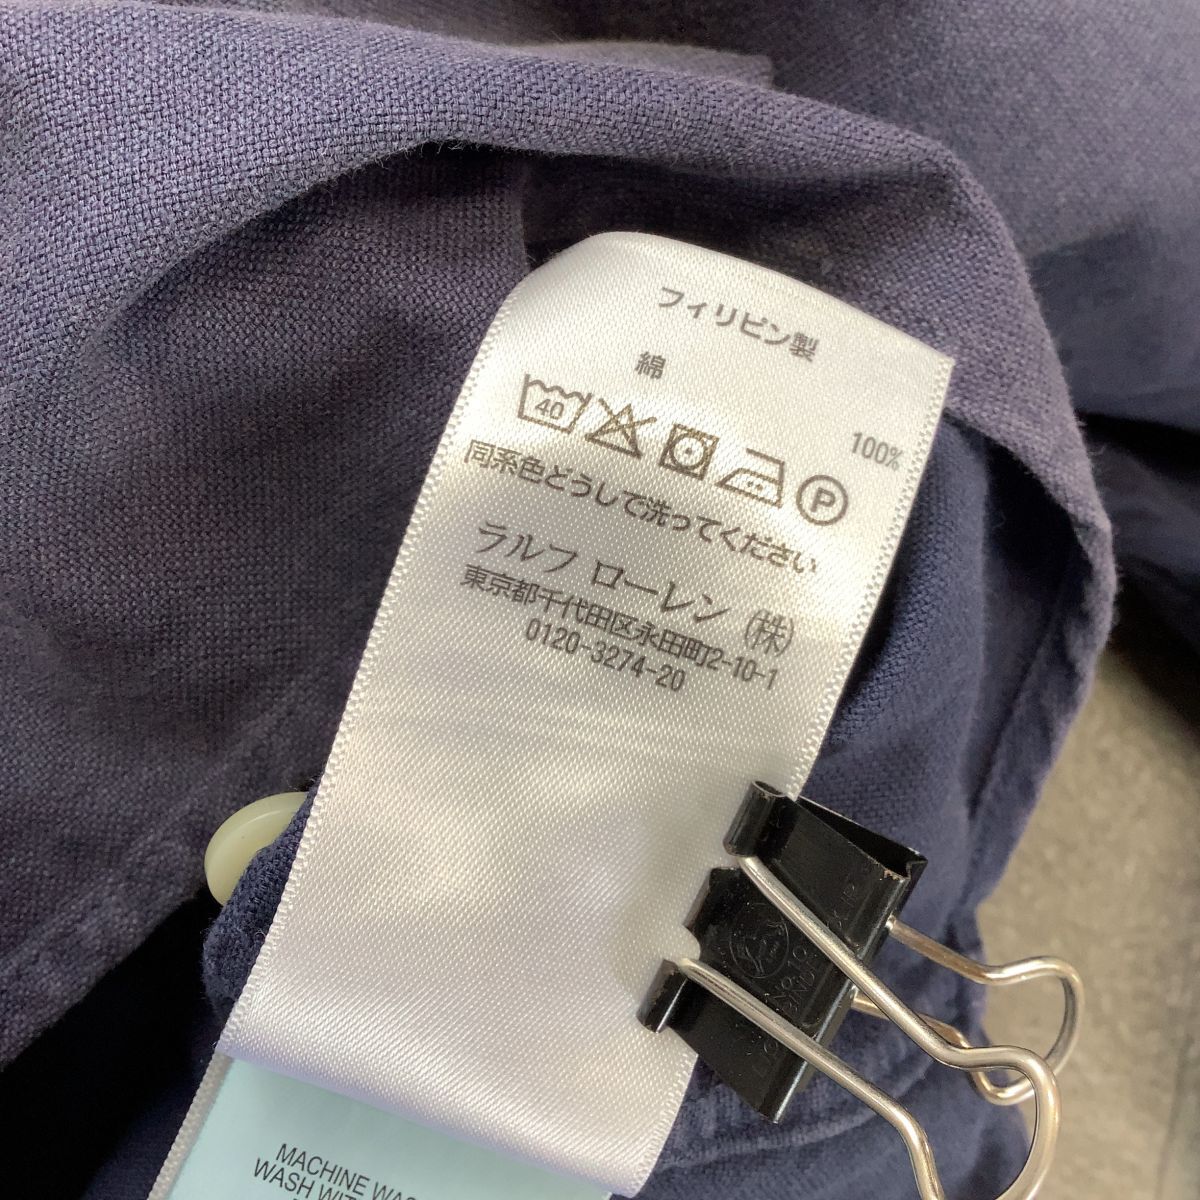 フィリピン製
綿 100%
40
P
同系色どうしで洗ってください
ラルフ ローレン (株)
東京都千代田区永田町2-10-1
0120-3274-20
MACHINE
WASH